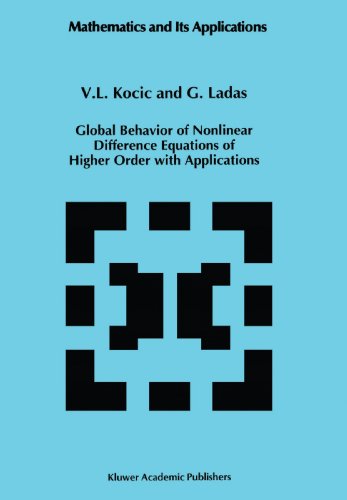 Mathematics and Its Applications
V.L. Kocic and G. Ladas
Global Behavior of Nonlinear
Difference Equations of
Higher Order with Applications
Kluwer Academic Publishers